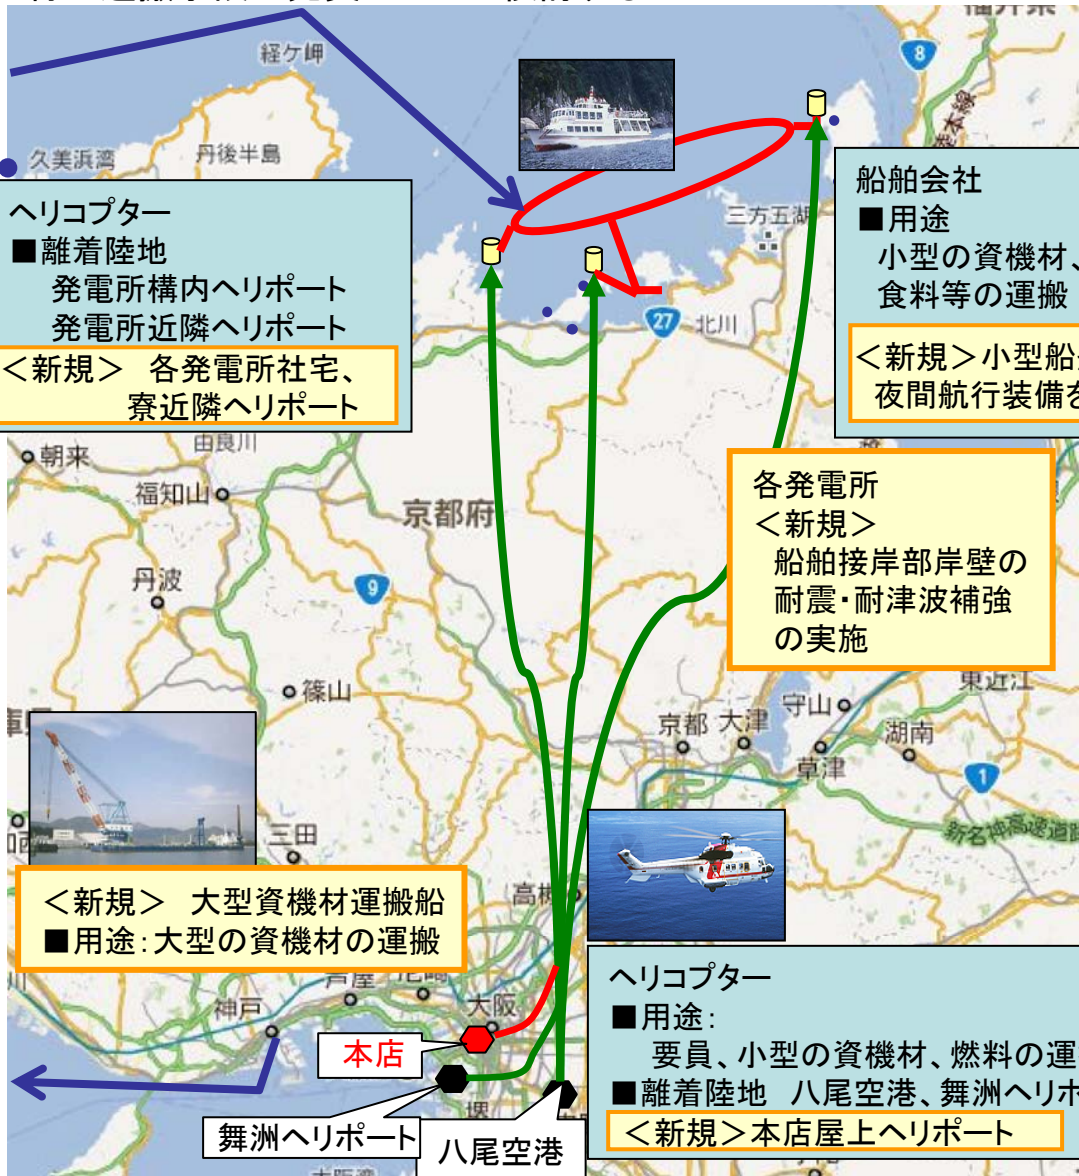 経ケ岬
8
久美浜湾
丹後半島
三方五湖
ヘリコプター
■離着陸地
発電所構内ヘリポート
発電所近隣ヘリポート
＜新規＞ 各発電所社宅、
寮近隣ヘリポート
船舶会社
■用途
小型の資機材、
食料等の運搬
＜新規＞小型船
夜間航行装備を
27
北川
由良川
朝来
福知山
京都府
各発電所
＜新規＞
船舶接岸部岸壁の
耐震・耐津波補強
の実施
丹波
9
篠山
京都
大津
守山
東近江
湖南
草津
1
新名神高速道路
三田
＜新規＞ 大型資機材運搬船
■用途：大型の資機材の運搬
高槻
芦屋
尼崎
神戸
大阪
本店
堺
舞洲ヘリポート
八尾空港
ヘリコプター
■用途：
要員、小型の資機材、燃料の運
■離着陸地 八尾空港、舞洲ヘリポ
＜新規＞本店屋上ヘリポート